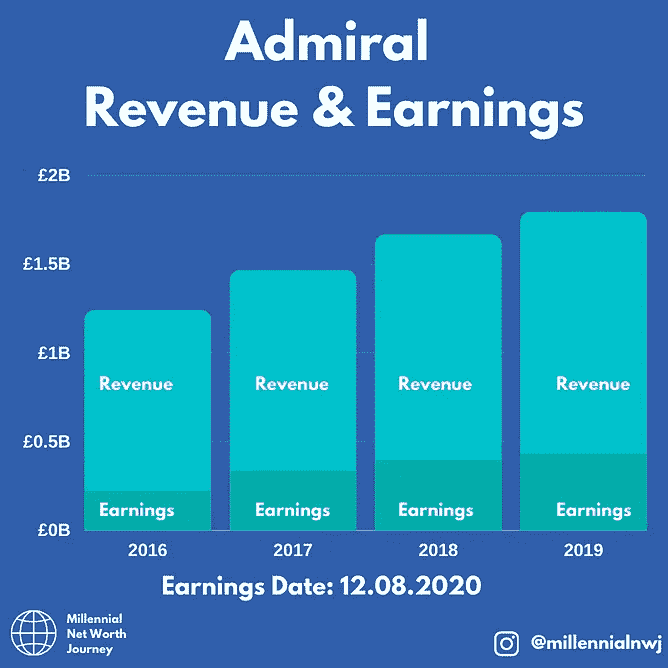 Admiral
Revenue & Earnings
£2B
£1.5B
£1B
£0.5B
£0B
Revenue Revenue Revenue Revenue
Earnings Earnings Earnings Earnings
2016 2017 2018 2019
Earnings Date: 12.08.2020
Millennial
Net Worth
Journey
@millennialnwj